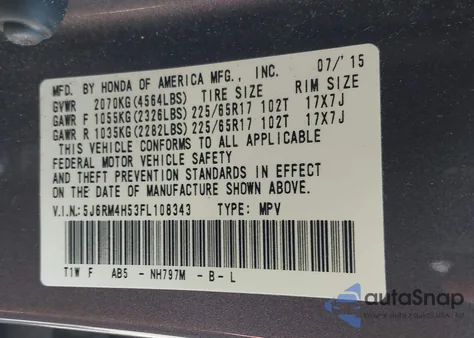 MFD. BY HONDA OF AMERICA MFG., INC. 07/'15
GVWR 2070KG(4564LBS) TIRE SIZE RIM SIZE
GAWR F 1055KG(2326LBS) 225/65R17 102T 17X7J
GAWR R 1035KG(2282LBS) 225/65R17 102T 17X7J
THIS VEHICLE CONFORMS TO ALL APPLICABLE
FEDERAL MOTOR VEHICLE SAFETY
AND THEFT PREVENTION STANDARDS IN EFFECT
ON THE DATE OF MANUFACTURE SHOWN ABOVE.
V.I.N.:5J6RM4H53FL108343 TYPE: MPV
T1W F AB5 - NH797M -B-L
autoSnap